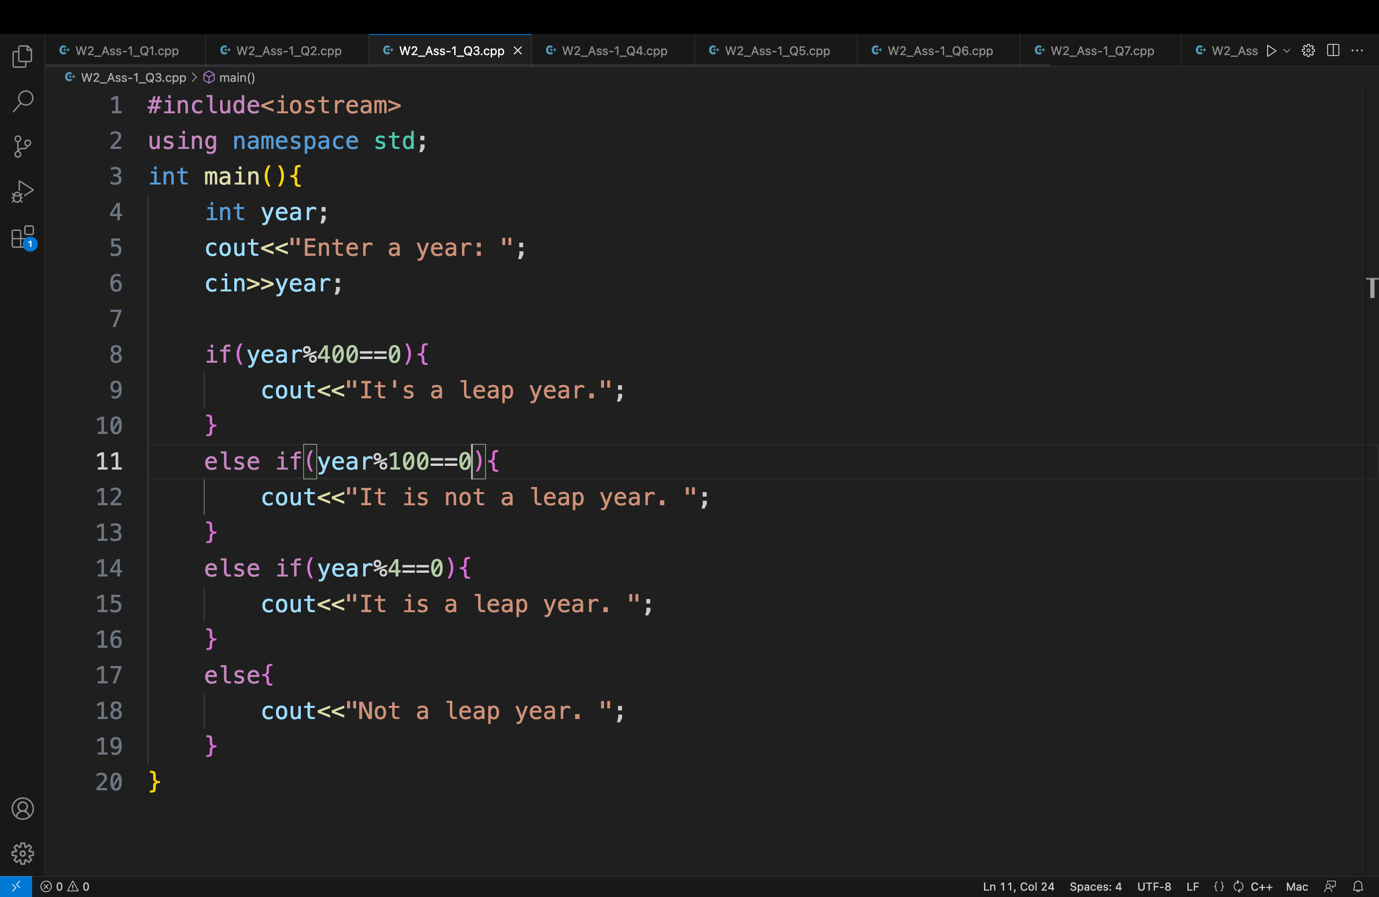 W2_Ass-1_Q1.cpp W2_Ass-1_Q2.cpp W2_Ass-1_Q3.cpp W2_Ass-1_Q4.cpp W2_Ass-1_Q5.cpp W2_Ass-1_Q6.cpp W2_Ass-1_Q7.cpp W2_Ass
W2_Ass-1_Q3.cpp > main()
1 #include<iostream>
2 using namespace std;
3 int main(){
4     int year;
5     cout<<"Enter a year: ";
6     cin>>year;
7
8     if(year%400==0){
9         cout<<"It's a leap year.";
10     }
11     else if(year%100==0){
12         cout<<"It is not a leap year. ";
13     }
14     else if(year%4==0){
15         cout<<"It is a leap year. ";
16     }
17     else{
18         cout<<"Not a leap year. ";
19     }
20 }
1
T
0 0 Ln 11, Col 24 Spaces: 4 UTF-8 LF {} C++ Mac